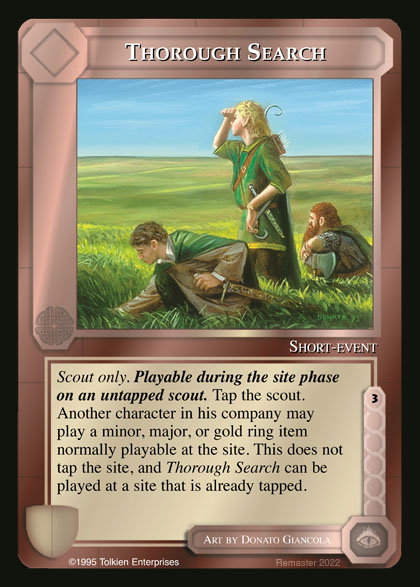 Thorough Search
DONATO 95
Short-event
Scout only. Playable during the site phase
on an untapped scout. Tap the scout.
Another character in his company may
play a minor, major, or gold ring item
normally playable at the site. This does not
tap the site, and Thorough Search can be
played at a site that is already tapped.
3
Art by Donato Giancola
©1995 Tolkien Enterprises
Remaster 2022